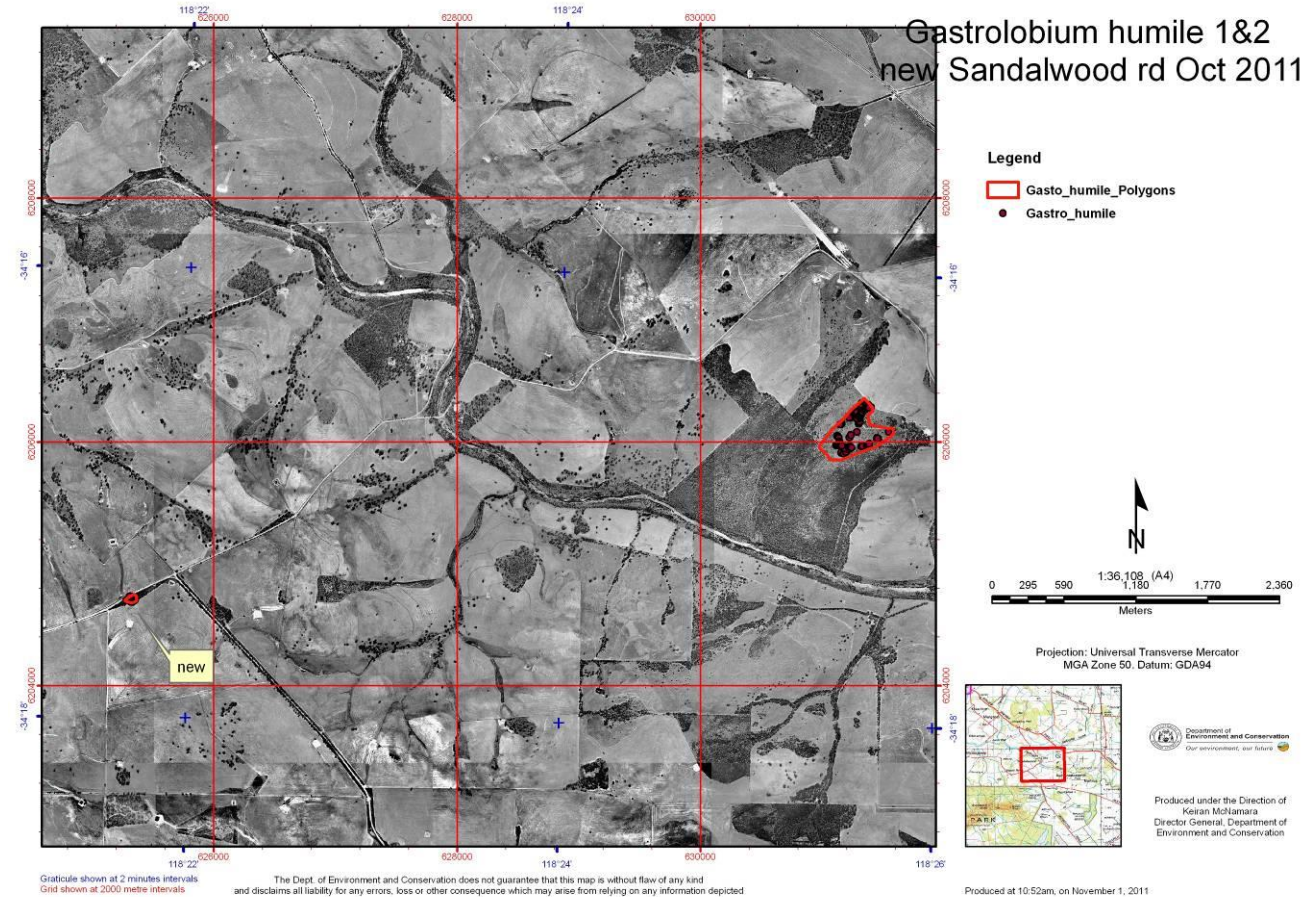 Gastrolobium humile 1&2
new Sandalwood rd Oct 2011
118°22'
626000
628000
118°24'
630000
6208000
6208000
-34°16'
-34°16'
6206000
6206000
new
6204000
6204000
-34°18'
-34°18'
118°22'
626000
628000
118°24'
630000
118°26'
Legend
Gasto_humile_Polygons
Gastro_humile
N
1:36,108 (A4)
0 295 590 1,180 1,770 2,360
Meters
Projection: Universal Transverse Mercator
MGA Zone 50. Datum: GDA94
PARK
Department of
Environment and Conservation
Our environment, our future
Produced under the Direction of
Keiran McNamara
Director General, Department of
Environment and Conservation
Graticule shown at 2 minutes intervals
Grid shown at 2000 metre intervals
The Dept. of Environment and Conservation does not guarantee that this map is without flaw of any kind
and disclaims all liability for any errors, loss or other consequence which may arise from relying on any information depicted
Produced at 10:52am, on November 1, 2011